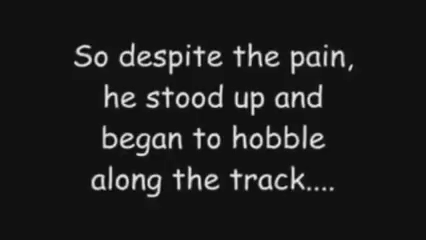 So despite the pain,
he stood up and
began to hobble
along the track....